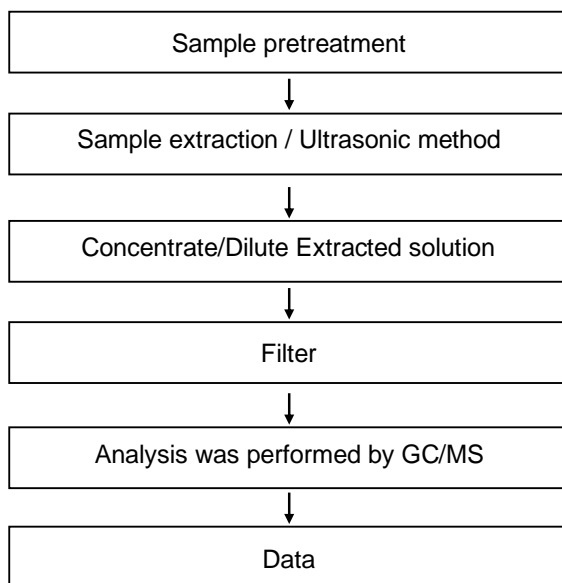 Sample pretreatment
Sample extraction / Ultrasonic method
Concentrate/Dilute Extracted solution
Filter
Analysis was performed by GC/MS
Data